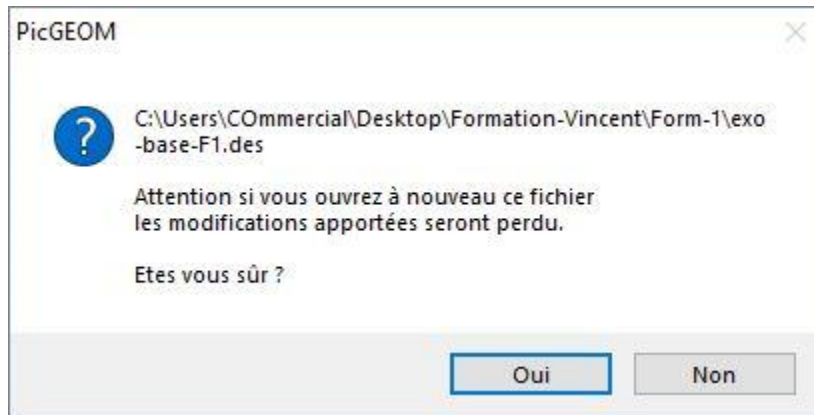 PicGEOM
C:\Users\COmmercial\Desktop\Formation-Vincent\Form-1\exo
-base-F1.des
Attention si vous ouvrez à nouveau ce fichier
les modifications apportées seront perdu.
Etes vous sûr ?
Oui
Non